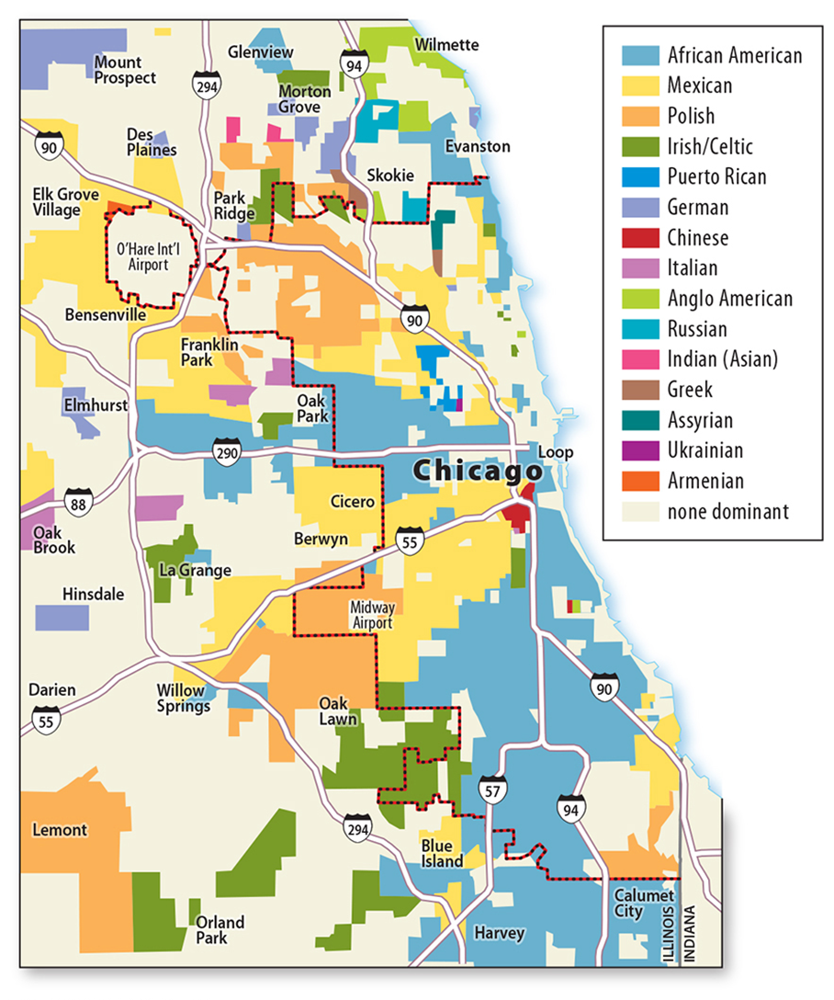 Wilmette
Glenview
94
Mount
Prospect
294
Morton
Grove
90
Des
Plaines
Evanston
Skokie
Elk Grove
Village
Park
Ridge
O'Hare Int'l
Airport
Bensenville
90
Franklin
Park
Elmhurst
Oak
Park
290
Loop
Chicago
88
Cicero
Oak
Brook
Berwyn
55
La Grange
Hinsdale
Midway
Airport
Darien
Willow
Springs
90
55
Oak
Lawn
57
94
Lemont
294
Blue
Island
Calumet
City
Orland
Park
Harvey
ILLINOIS
INDIANA
African American
Mexican
Polish
Irish/Celtic
Puerto Rican
German
Chinese
Italian
Anglo American
Russian
Indian (Asian)
Greek
Assyrian
Ukrainian
Armenian
none dominant